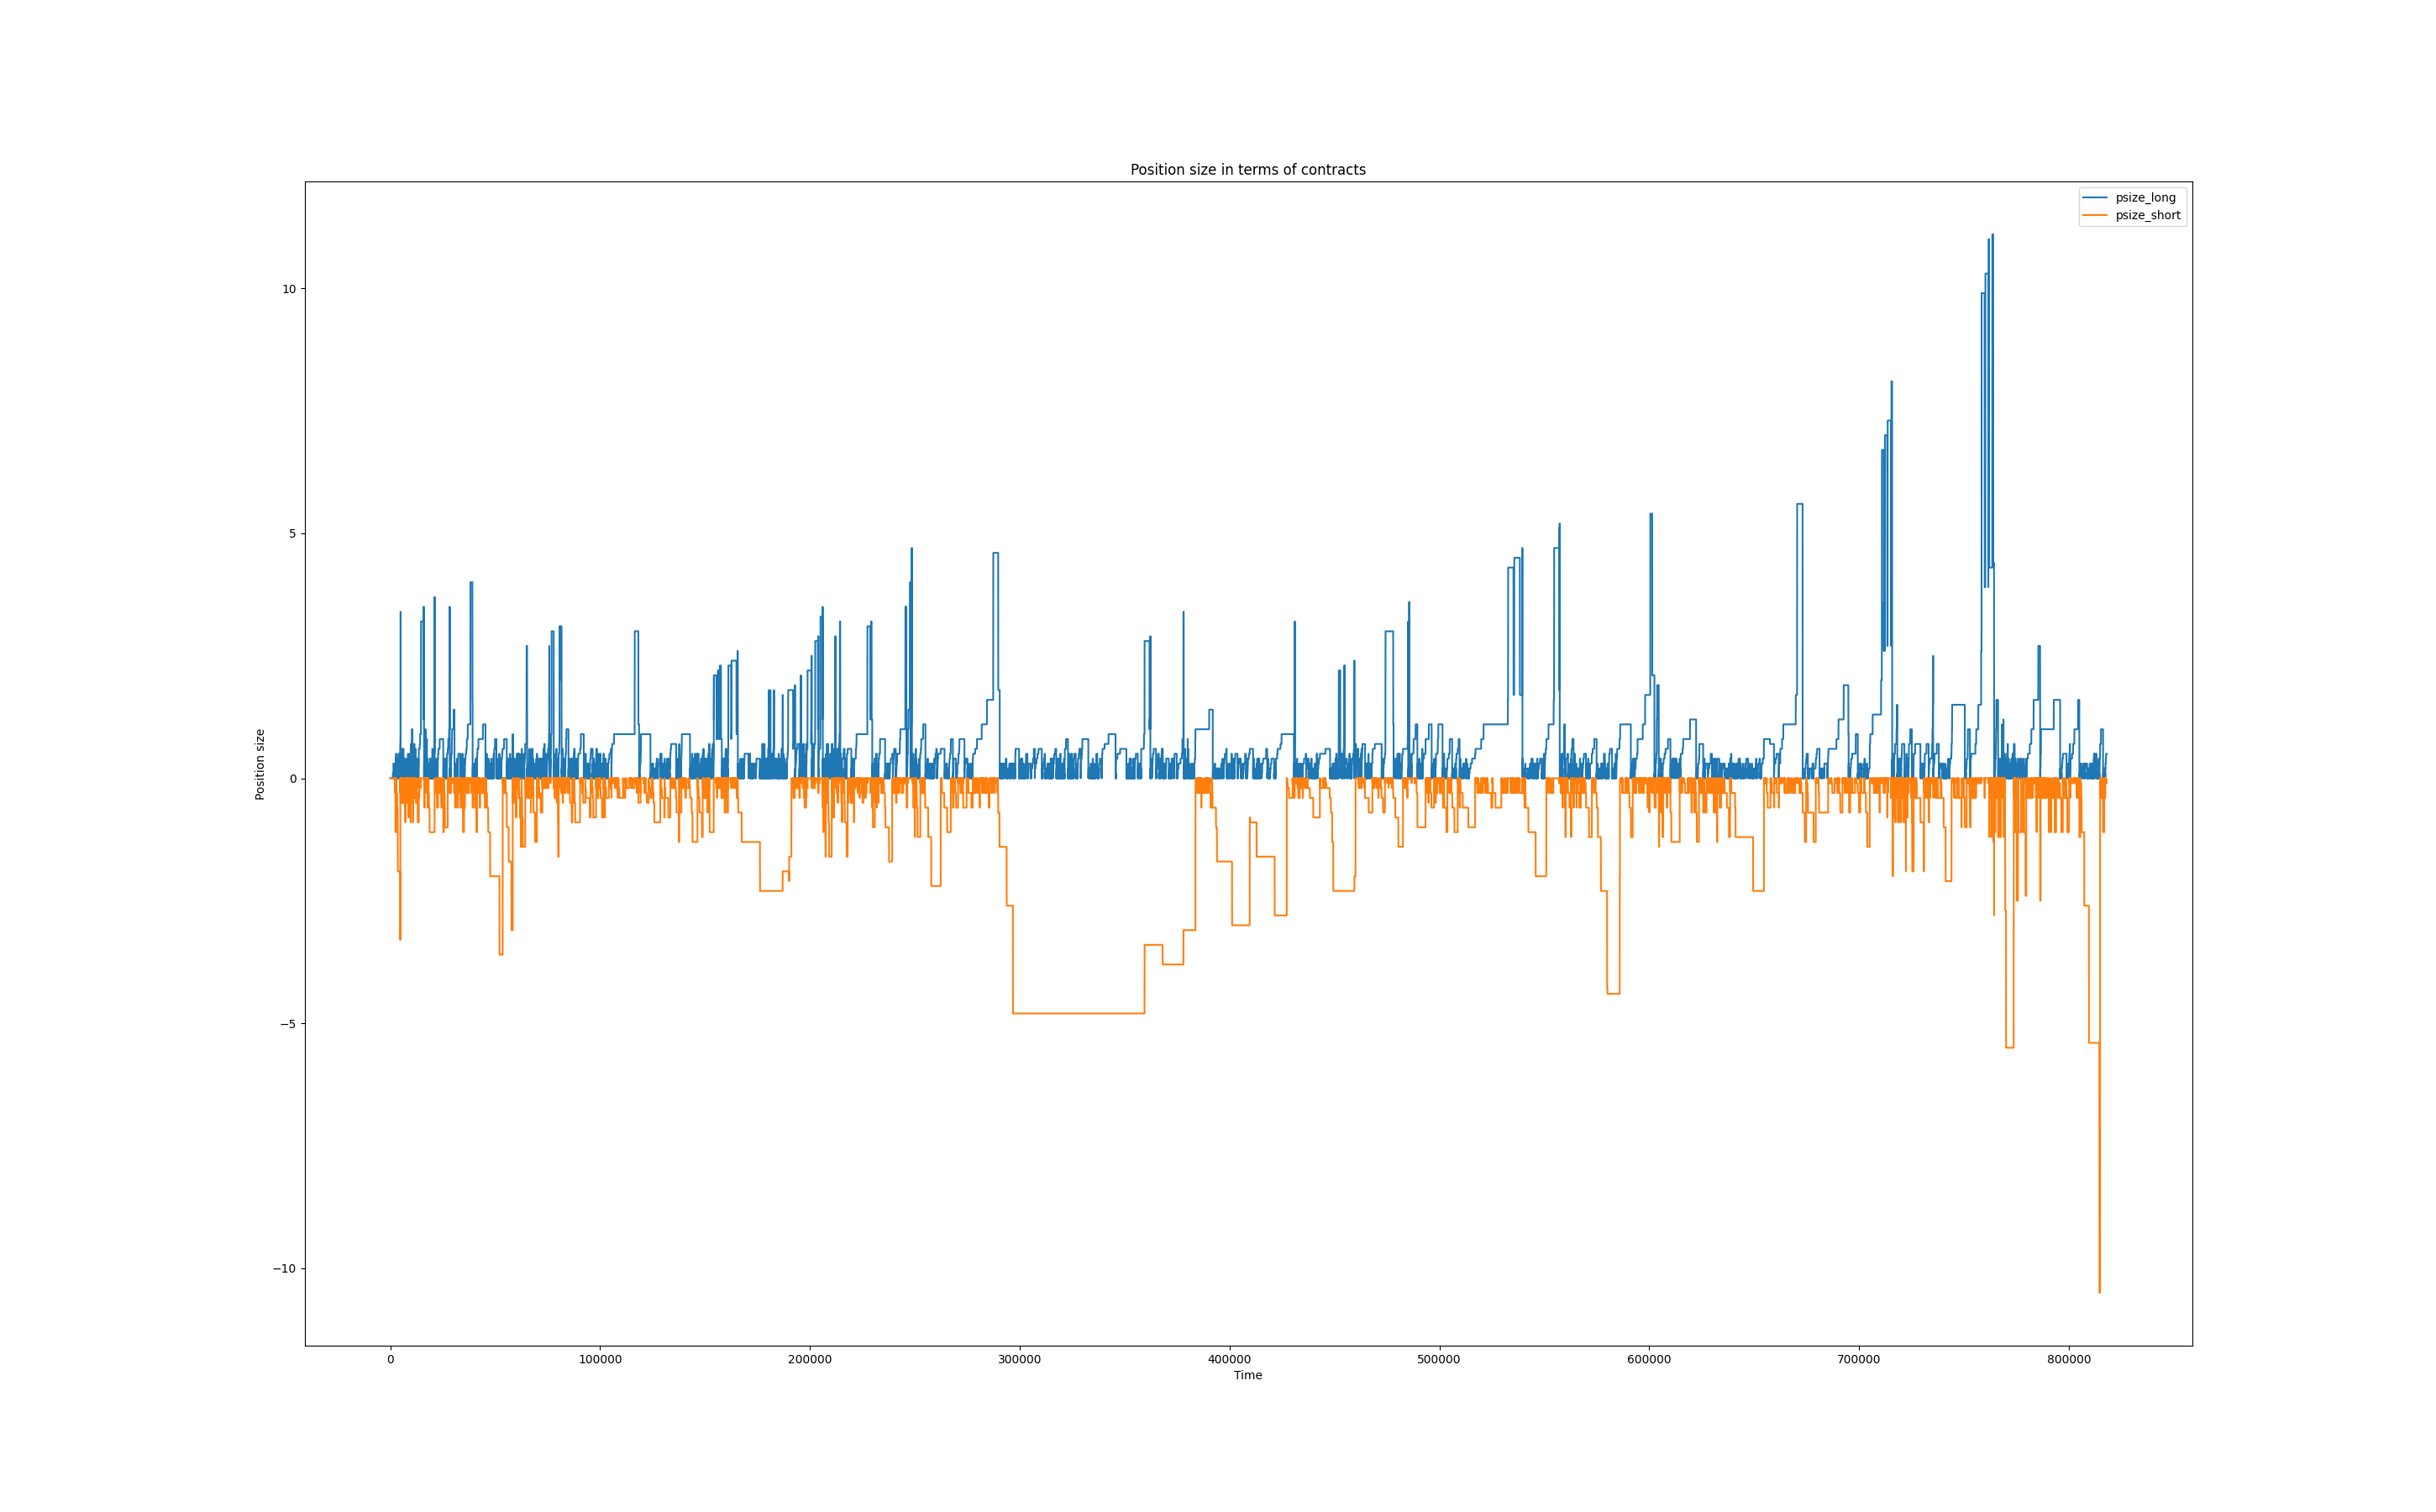 Position size in terms of contracts
psize_long
psize_short
Position size
10
5
0
−5
−10
0 100000 200000 300000 400000 500000 600000 700000 800000
Time